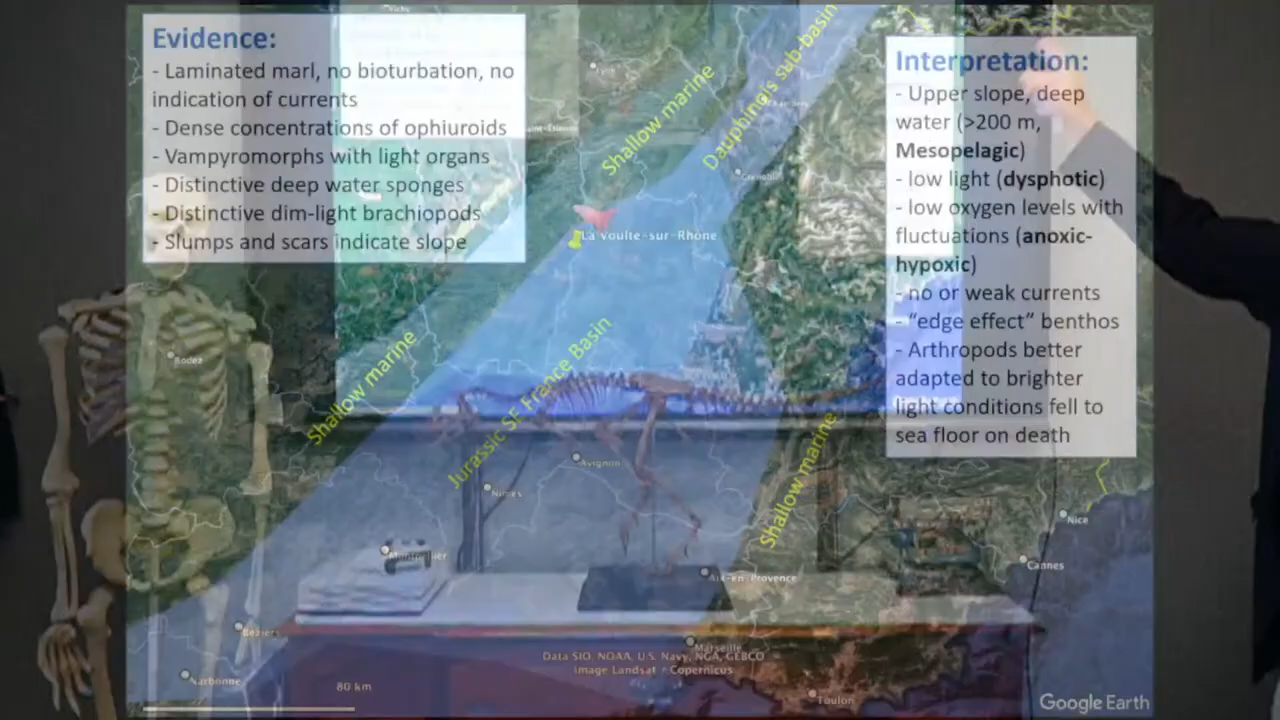 Evidence:
- Laminated marl, no bioturbation, no
indication of currents
- Dense concentrations of ophiuroids
- Vampyromorphs with light organs
- Distinctive deep water sponges
- Distinctive dim-light brachiopods
- Slumps and scars indicate slope
Interpretation:
- Upper slope, deep
water (>200 m,
Mesopelagic)
- low light (dysphotic)
- low oxygen levels with
fluctuations (anoxic-
hypoxic)
- no or weak currents
- “edge effect” benthos
- Arthropods better
adapted to brighter
light conditions fell to
sea floor on death
Shallow marine
Dauphinois sub-basin
La Voulte-sur-Rhône
Grenoble
Rodez
Shallow marine
Jurassic SE France Basin
Shallow marine
Avignon
Nimes
Nice
Montpellier
Cannes
Aix-en-Provence
Béziers
Marseille
Data SIO, NOAA, U.S. Navy, NGA, GEBCO
Image Landsat / Copernicus
Narbonne
80 km
Toulon
Google Earth